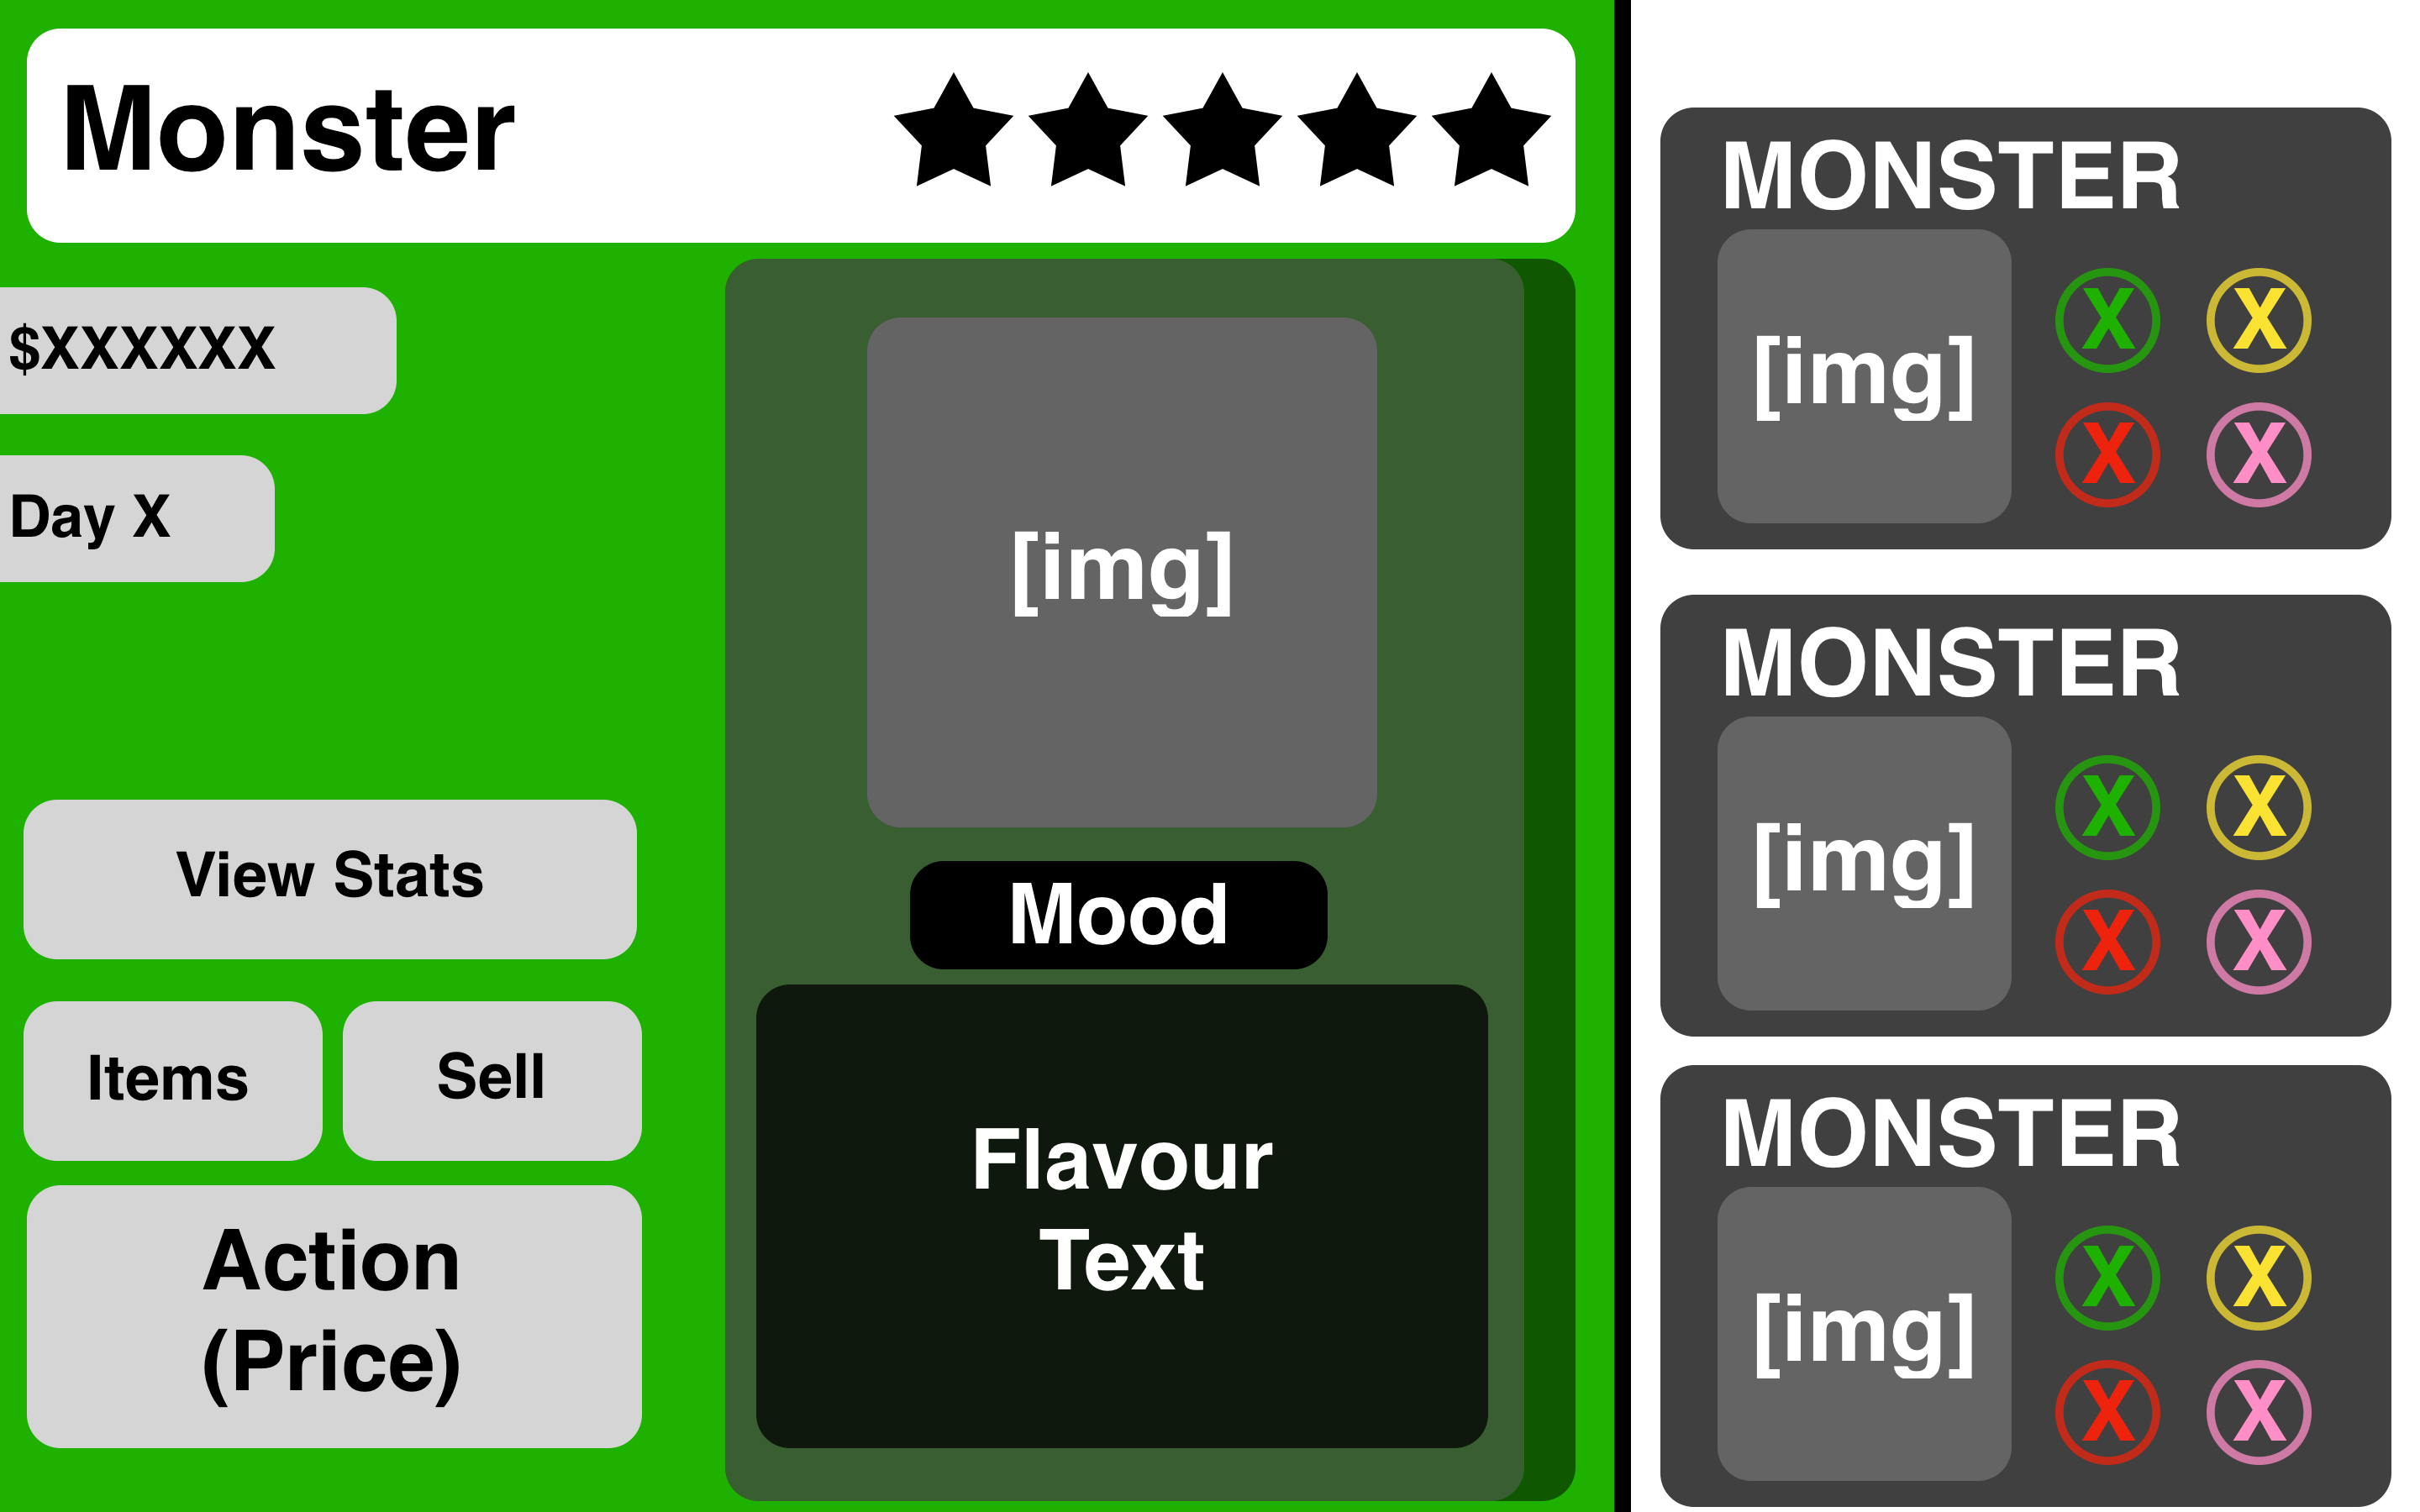 Monster
$XXXXXX
Day X
[img]
Mood
Flavour
Text
View Stats
Items
Sell
Action
(Price)
MONSTER
[img]
X X
X X
MONSTER
[img]
X X
X X
MONSTER
[img]
X X
X X